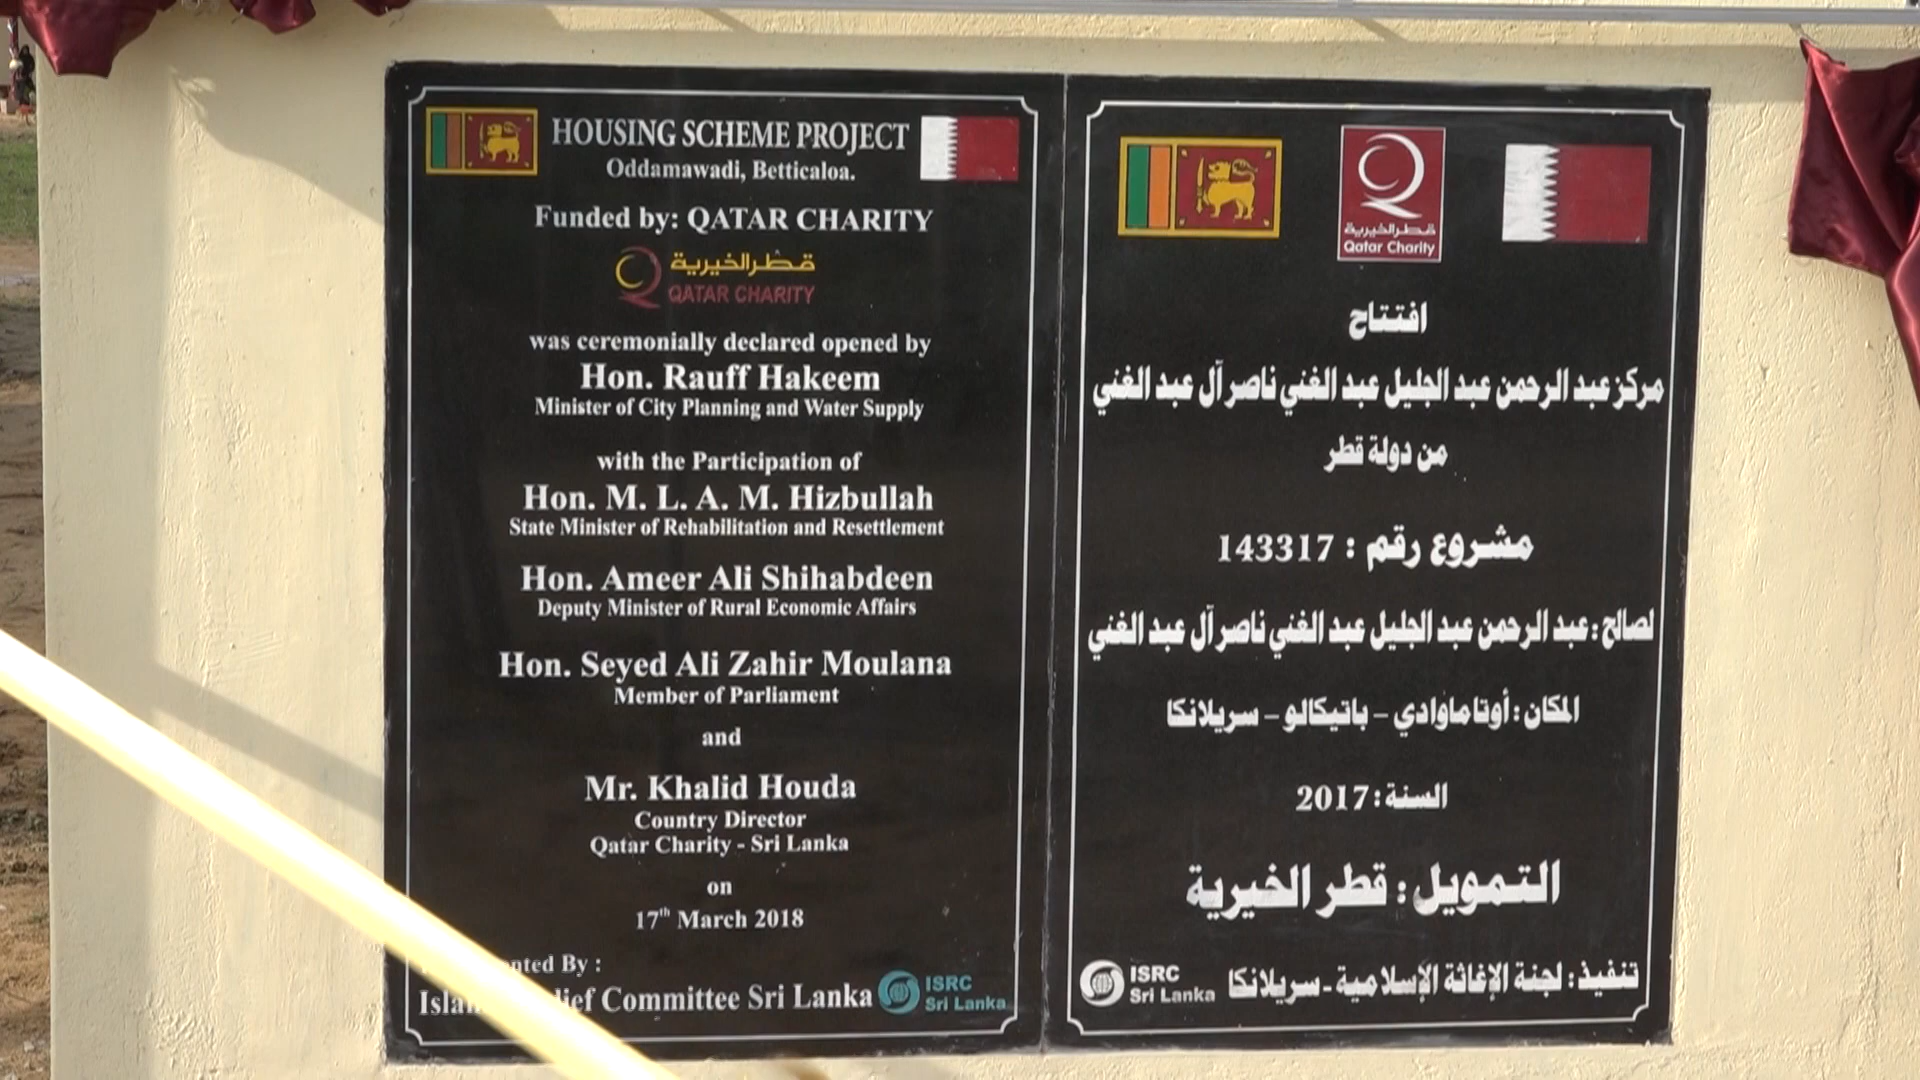 HOUSING SCHEME PROJECT
Oddamawadi, Betticaloa.
Funded by: QATAR CHARITY
قطر الخيرية
QATAR CHARITY
was ceremonially declared opened by
Hon. Rauff Hakeem
Minister of City Planning and Water Supply
with the Participation of
Hon. M. L. A. M. Hizbullah
State Minister of Rehabilitation and Resettlement
Hon. Ameer Ali Shihabdeen
Deputy Minister of Rural Economic Affairs
Hon. Seyed Ali Zahir Moulana
Member of Parliament
and
Mr. Khalid Houda
Country Director
Qatar Charity - Sri Lanka
on
17th March 2018
By :
Committee Sri Lanka
ISRC
Sri Lanka
قطر الخيرية
Qatar Charity
افتتاح
مركز عبد الرحمن عبد الجليل عبد الغني ناصر آل عبد الغني
من دولة قطر
مشروع رقم : 143317
لصالح : عبد الرحمن عبد الجليل عبد الغني ناصر آل عبد الغني
المكان : أوتاماوادي – باتيكالو – سريلانكا
السنة : 2017
التمويل : قطر الخيرية
تنفيذ : لجنة الإغاثة الإسلامية - سريلانكا
ISRC
Sri Lanka